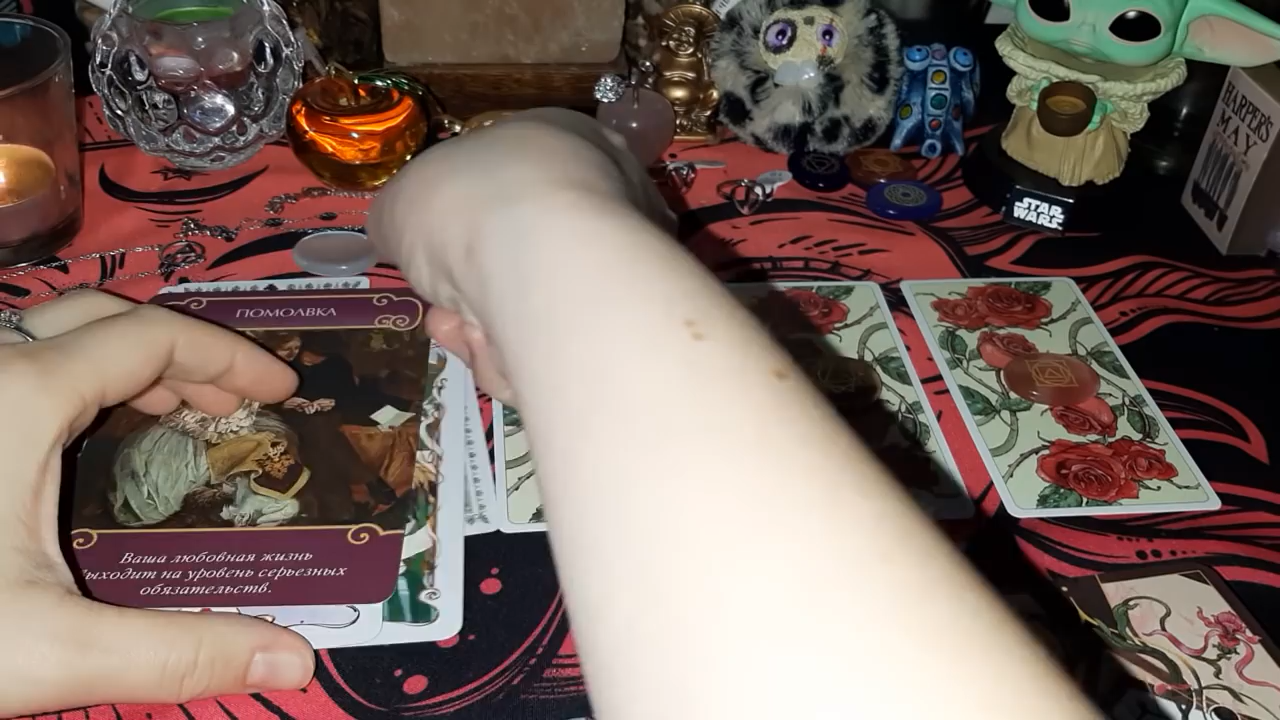 ПОМОЛВКА
Ваша любовная жизнь
выходит на уровень серьезных
обязательств.
STAR
WARS
HARPER'S
MAY